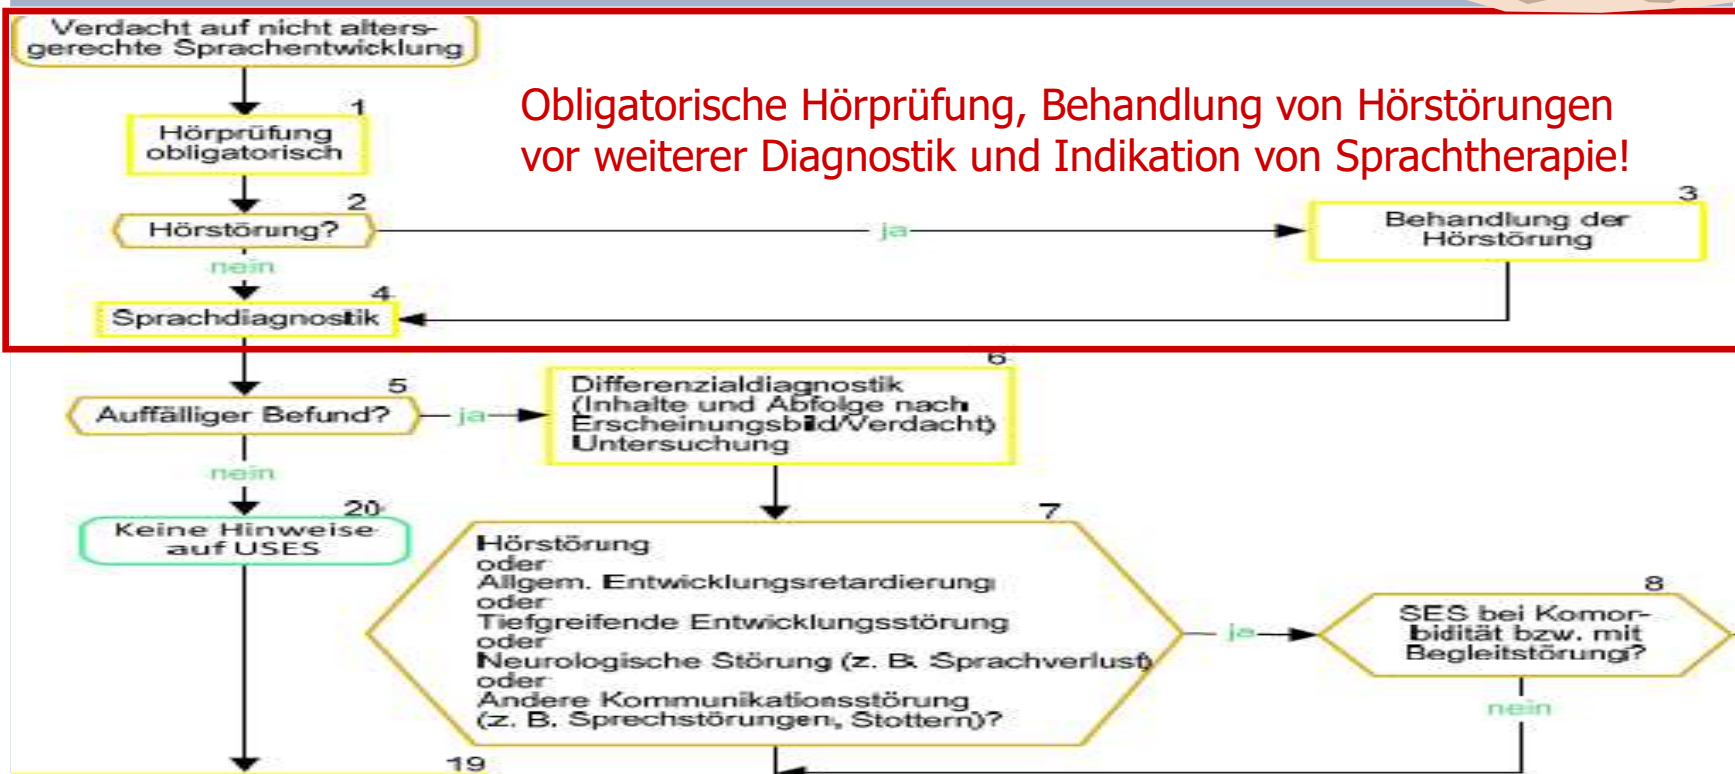 Verdacht auf nicht alters-
gerechte Sprachentwicklung
Obligatorische Hörprüfung, Behandlung von Hörstörungen
vor weiterer Diagnostik und Indikation von Sprachtherapie!
1
Hörprüfung
obligatorisch
2
Hörstörung?
ja
3
Behandlung der
Hörstörung
nein
4
Sprachdiagnostik
5
Auffälliger Befund?
ja
6
Differenzialdiagnostik
(Inhalte und Abfolge nach
Erscheinungsbild/Verdacht)
Untersuchung
nein
20
Keine Hinweise
auf USES
7
Hörstörung
oder
Allgem. Entwicklungsretardierung
oder
Tiefgreifende Entwicklungsstörung
oder
Neurologische Störung (z. B. Sprachverlust)
oder
Andere Kommunikationsstörung
(z. B. Sprechstörungen, Stottern)?
ja
8
SES bei Komor-
bidität bzw. mit
Begleitstörung?
nein
19